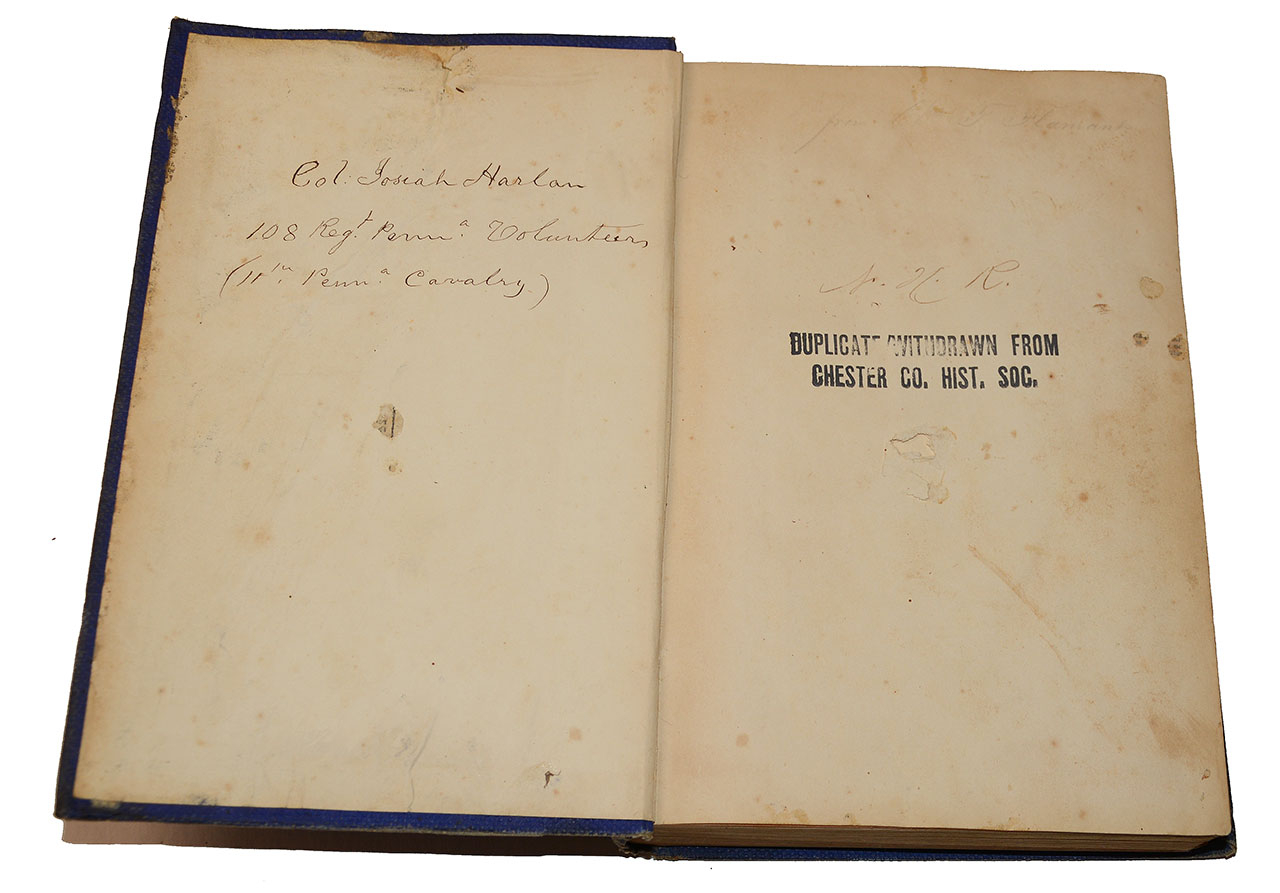 Col. Josiah Harlan
108 Regt. Penna. Volunteers
(11th. Penna. Cavalry)
N. H. R.
DUPLICATE/WITHDRAWN FROM
CHESTER CO. HIST. SOC.